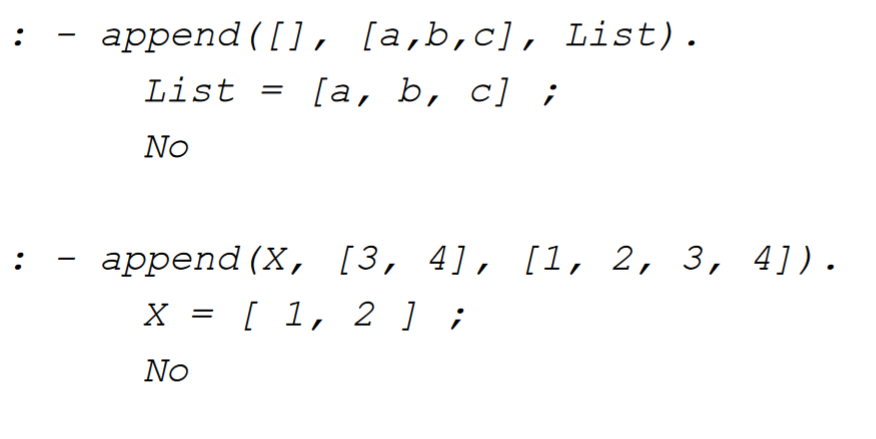 : - append([], [a,b,c], List).
List = [a, b, c] ;
No
: - append(X, [3, 4], [1, 2, 3, 4]).
X = [ 1, 2 ] ;
No